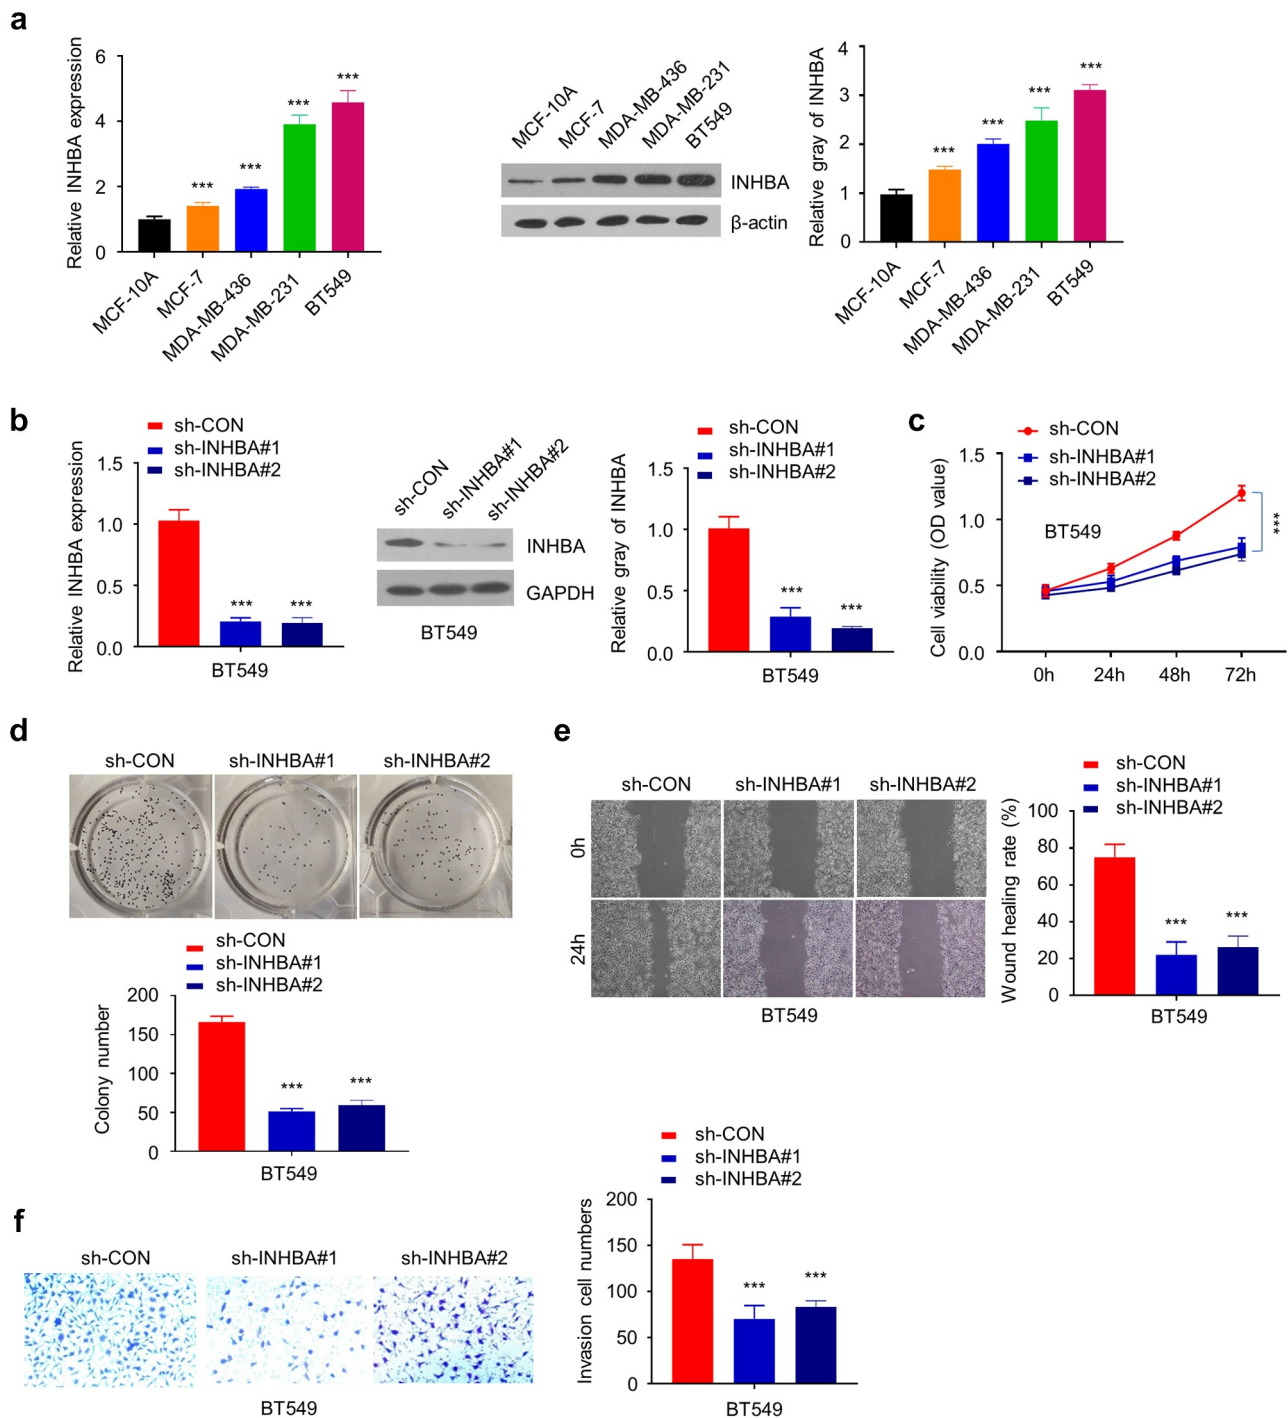 a
Relative INHBA expression
6
4
2
0
***
***
***
***
MCF-10A
MCF-7
MDA-MB-436
MDA-MB-231
BT549
MCF-10A
MCF-7
MDA-MB-436
MDA-MB-231
BT549
INHBA
β-actin
Relative gray of INHBA
4
3
2
1
0
***
***
***
***
MCF-10A
MCF-7
MDA-MB-436
MDA-MB-231
BT549
b
sh-CON
sh-INHBA#1
sh-INHBA#2
Relative INHBA expression
1.5
1.0
0.5
0.0
***
***
BT549
sh-CON
sh-INHBA#1
sh-INHBA#2
INHBA
GAPDH
BT549
sh-CON
sh-INHBA#1
sh-INHBA#2
Relative gray of INHBA
1.5
1.0
0.5
0.0
***
***
BT549
c
sh-CON
sh-INHBA#1
sh-INHBA#2
Cell viability (OD value)
1.5
1.0
0.5
0.0
BT549
***
0h
24h
48h
72h
d
sh-CON
sh-INHBA#1
sh-INHBA#2
sh-CON
sh-INHBA#1
sh-INHBA#2
Colony number
200
150
100
50
0
***
***
BT549
e
sh-CON
sh-INHBA#1
sh-INHBA#2
0h
24h
BT549
sh-CON
sh-INHBA#1
sh-INHBA#2
Wound healing rate (%)
100
80
60
40
20
0
***
***
BT549
f
sh-CON
sh-INHBA#1
sh-INHBA#2
BT549
sh-CON
sh-INHBA#1
sh-INHBA#2
Invasion cell numbers
200
150
100
50
0
***
***
BT549